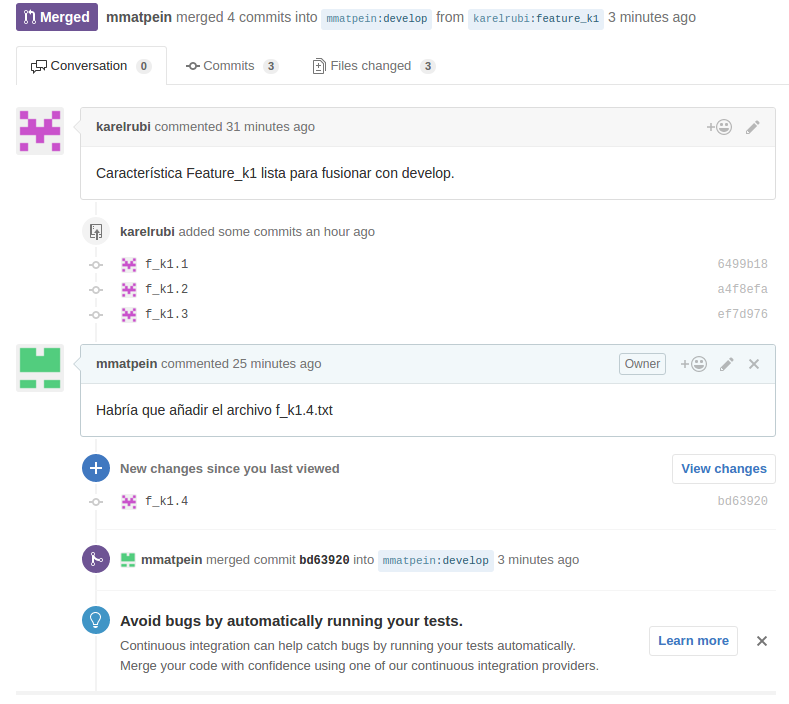 Merged mmatpein merged 4 commits into mmatpein:develop from karelrubi:feature_k1 3 minutes ago
Conversation 0 Commits 3 Files changed 3
karelrubi commented 31 minutes ago
Característica Feature_k1 lista para fusionar con develop.
karelrubi added some commits an hour ago
f_k1.1 6499b18
f_k1.2 a4f8efa
f_k1.3 ef7d976
mmatpein commented 25 minutes ago Owner
Habría que añadir el archivo f_k1.4.txt
New changes since you last viewed View changes
f_k1.4 bd63920
mmatpein merged commit bd63920 into mmatpein:develop 3 minutes ago
Avoid bugs by automatically running your tests.
Continuous integration can help catch bugs by running your tests automatically.
Learn more
Merge your code with confidence using one of our continuous integration providers.